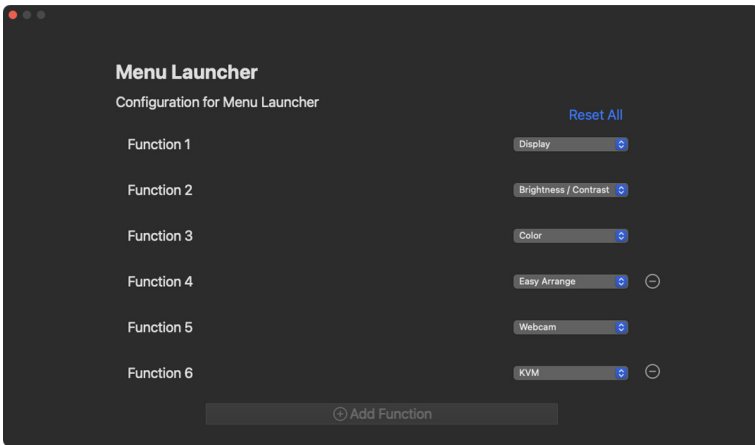 Menu Launcher
Configuration for Menu Launcher
Reset All
Function 1 Display
Function 2 Brightness / Contrast
Function 3 Color
Function 4 Easy Arrange
Function 5 Webcam
Function 6 KVM
Add Function